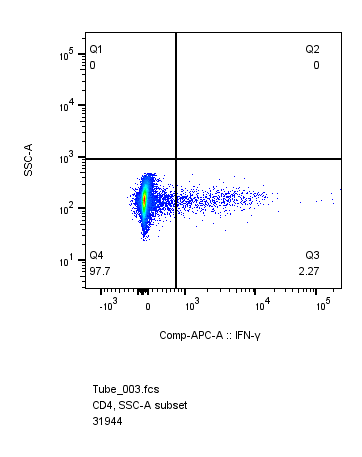 Q1
0
Q2
0
10^5
10^4
10^3
10^2
10^1
SSC-A
Q4
97.7
Q3
2.27
-10^3
0
10^3
10^4
10^5
Comp-APC-A :: IFN-γ
Tube_003.fcs
CD4, SSC-A subset
31944